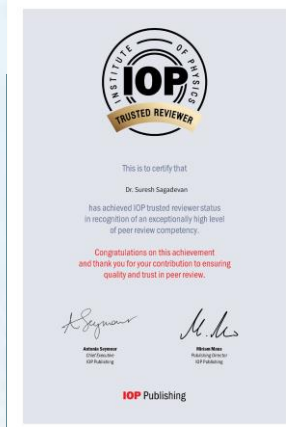 INSTITUTE OF PHYSICS
IOP
TRUSTED REVIEWER
This is to certify that
Dr. Suresh Sagadevan
has achieved IOP trusted reviewer status
in recognition of an exceptionally high level
of peer review competency.
Congratulations on this achievement
and thank you for your contribution to ensuring
quality and trust in peer review.
A Seymour
Antonia Seymour
Chief Executive
IOP Publishing
Miriam Maus
Publishing Director
IOP Publishing
IOP Publishing